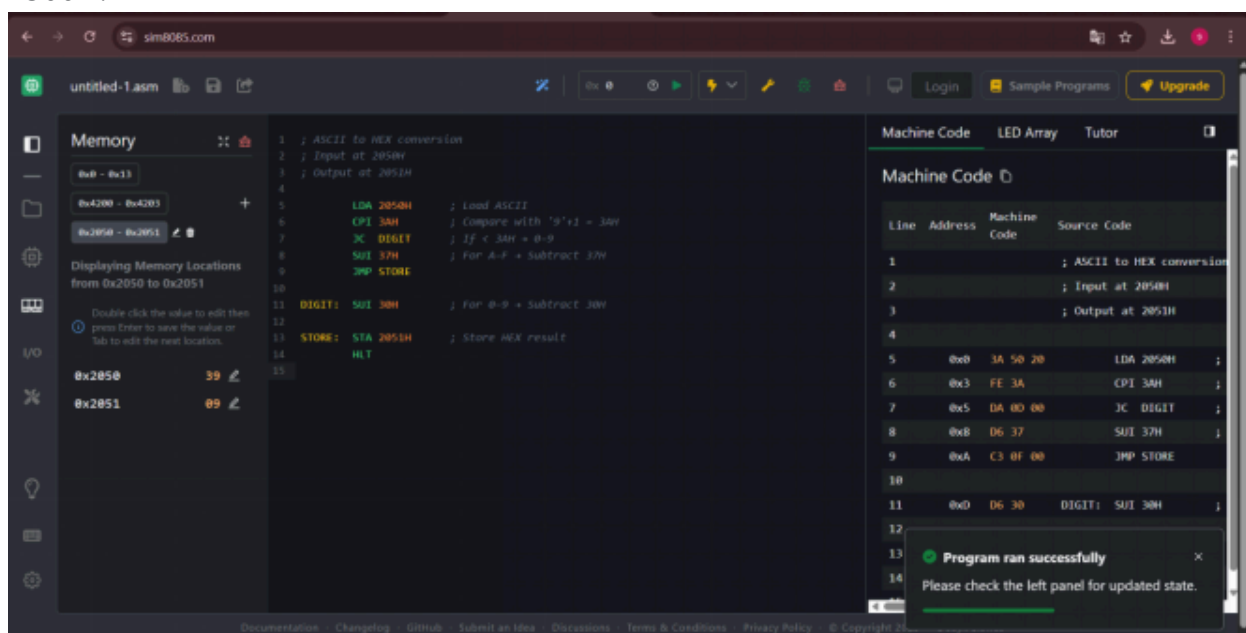 sim8085.com
untitled-1.asm
0x 0
Login
Sample Programs
Upgrade
Memory
0x0 - 0x13
0x4200 - 0x4203
+
0x2050 - 0x2051
Displaying Memory Locations
from 0x2050 to 0x2051
Double click the value to edit then
press Enter to save the value or
Tab to edit the next location.
0x2050 39
0x2051 09
I/O
1 ; ASCII to HEX conversion
2 ; Input at 2050H
3 ; Output at 2051H
4
5 LDA 2050H ; Load ASCII
6 CPI 3AH ; Compare with '9'+1 = 3AH
7 JC DIGIT ; If < 3AH → 0-9
8 SUI 37H ; For A-F → Subtract 37H
9 JMP STORE
10
11 DIGIT: SUI 30H ; For 0-9 → Subtract 30H
12
13 STORE: STA 2051H ; Store HEX result
14 HLT
15
Machine Code LED Array Tutor
Machine Code
Line Address Machine Code Source Code
1 ; ASCII to HEX conversion
2 ; Input at 2050H
3 ; Output at 2051H
4
5 0x0 3A 50 20 LDA 2050H ;
6 0x3 FE 3A CPI 3AH ;
7 0x5 DA 0D 00 JC DIGIT ;
8 0x8 D6 37 SUI 37H ;
9 0xA C3 0F 00 JMP STORE
10
11 0xD D6 30 DIGIT: SUI 30H ;
12
13
14
Program ran successfully ×
Please check the left panel for updated state.
Documentation · Changelog · GitHub · Submit an Idea · Discussions · Terms & Conditions · Privacy Policy · © Copyright